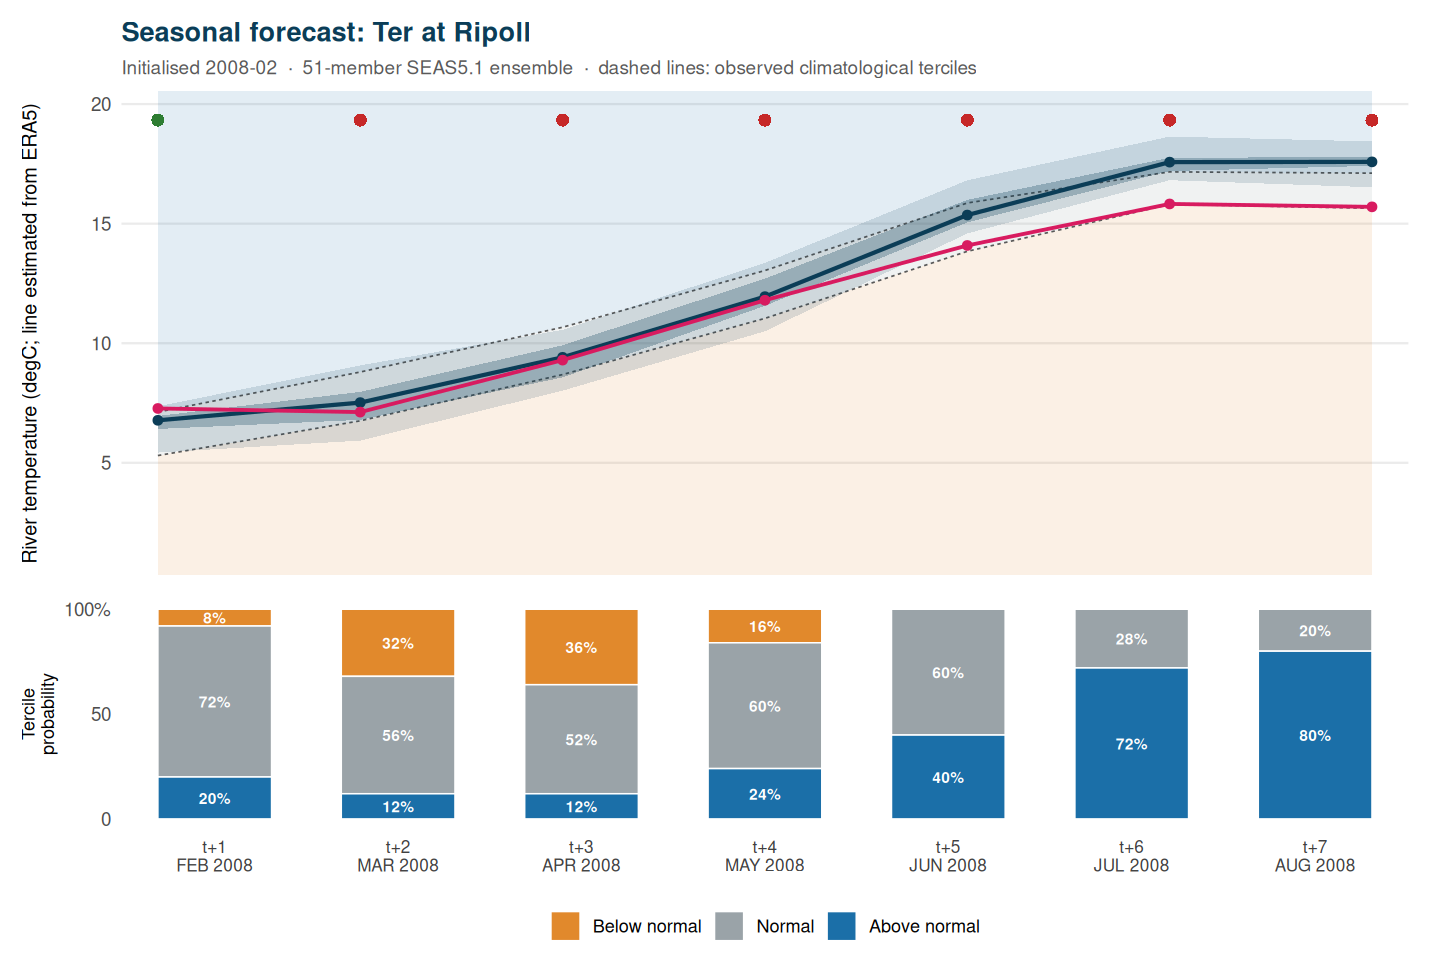 Seasonal forecast: Ter at Ripoll
Initialised 2008-02 · 51-member SEAS5.1 ensemble · dashed lines: observed climatological terciles
River temperature (degC; line estimated from ERA5)
20
15
10
5
Tercile
probability
100%
50
0
8%
72%
20%
32%
56%
12%
36%
52%
12%
16%
60%
24%
60%
40%
28%
72%
20%
80%
t+1
FEB 2008
t+2
MAR 2008
t+3
APR 2008
t+4
MAY 2008
t+5
JUN 2008
t+6
JUL 2008
t+7
AUG 2008
Below normal
Normal
Above normal